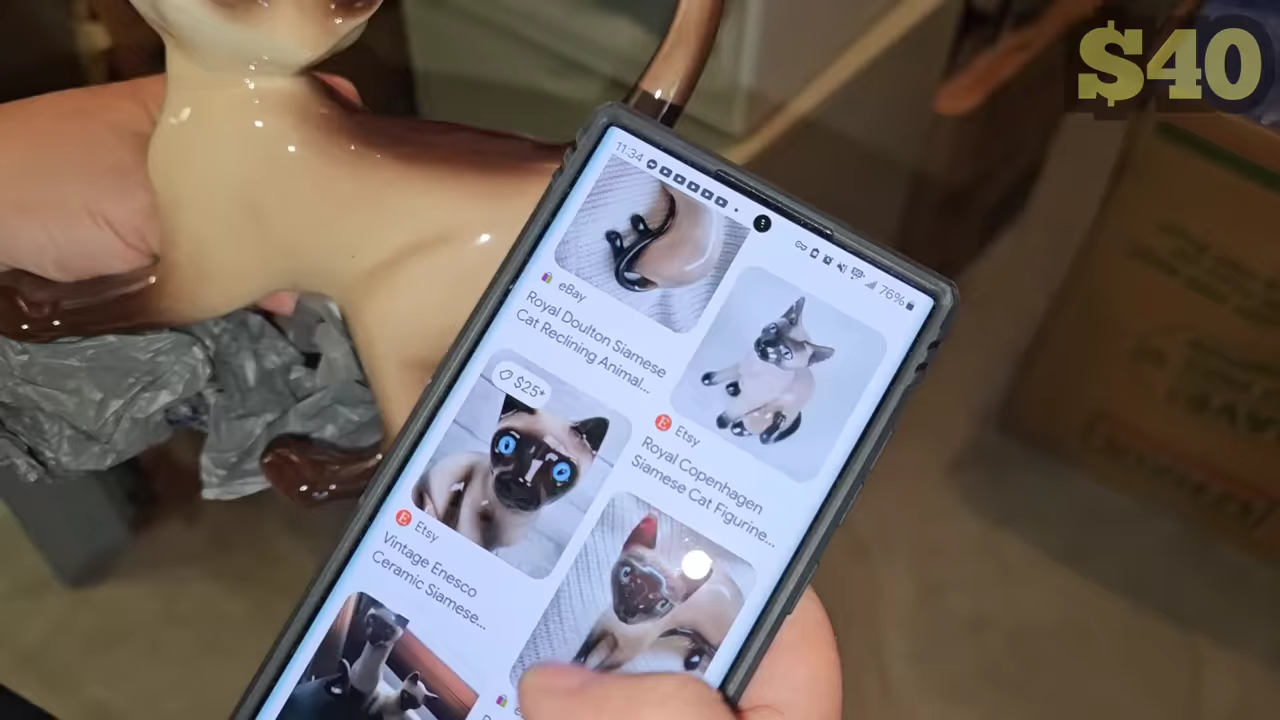 $40
11:34
76%
eBay
Royal Doulton Siamese
Cat Reclining Animal...
$25*
Etsy
Royal Copenhagen
Siamese Cat Figurine...
Etsy
Vintage Enesco
Ceramic Siamese...